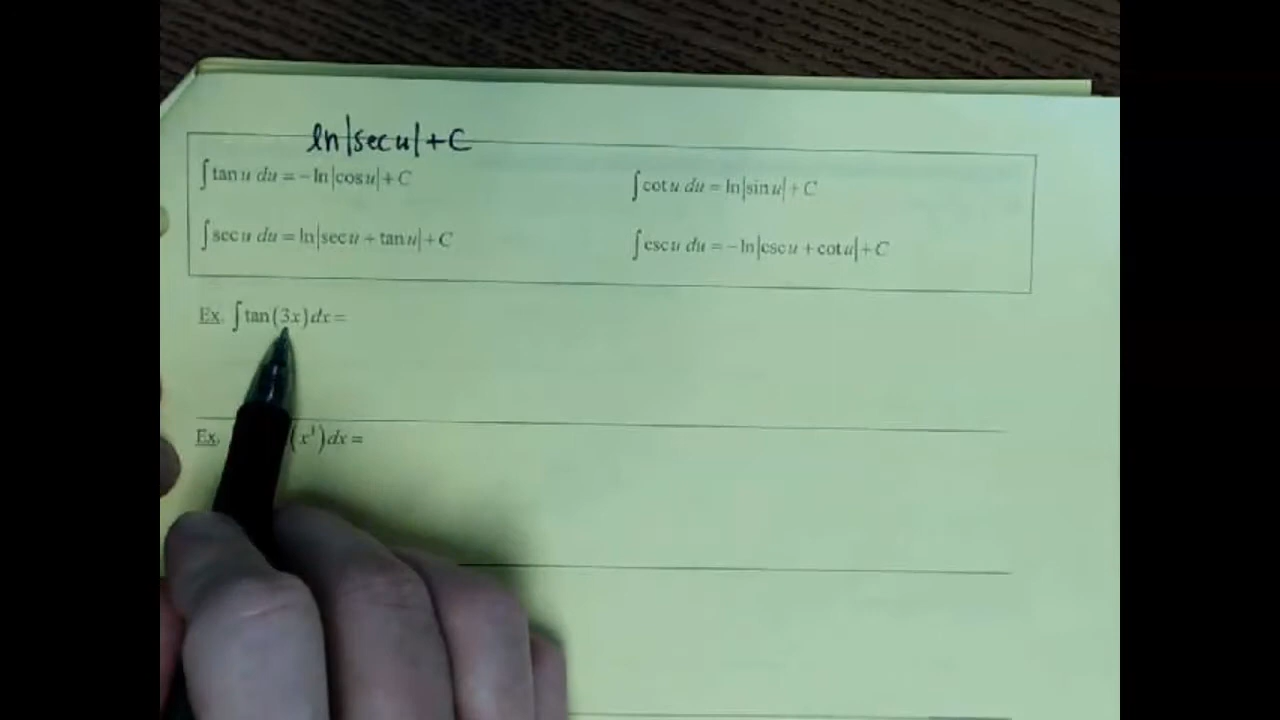 ln|sec u| + C
∫ tan u du = −ln|cos u| + C
∫ cot u du = ln|sin u| + C
∫ sec u du = ln|sec u + tan u| + C
∫ csc u du = −ln|csc u + cot u| + C
Ex. ∫ tan(3x) dx =
Ex. (x³) dx =